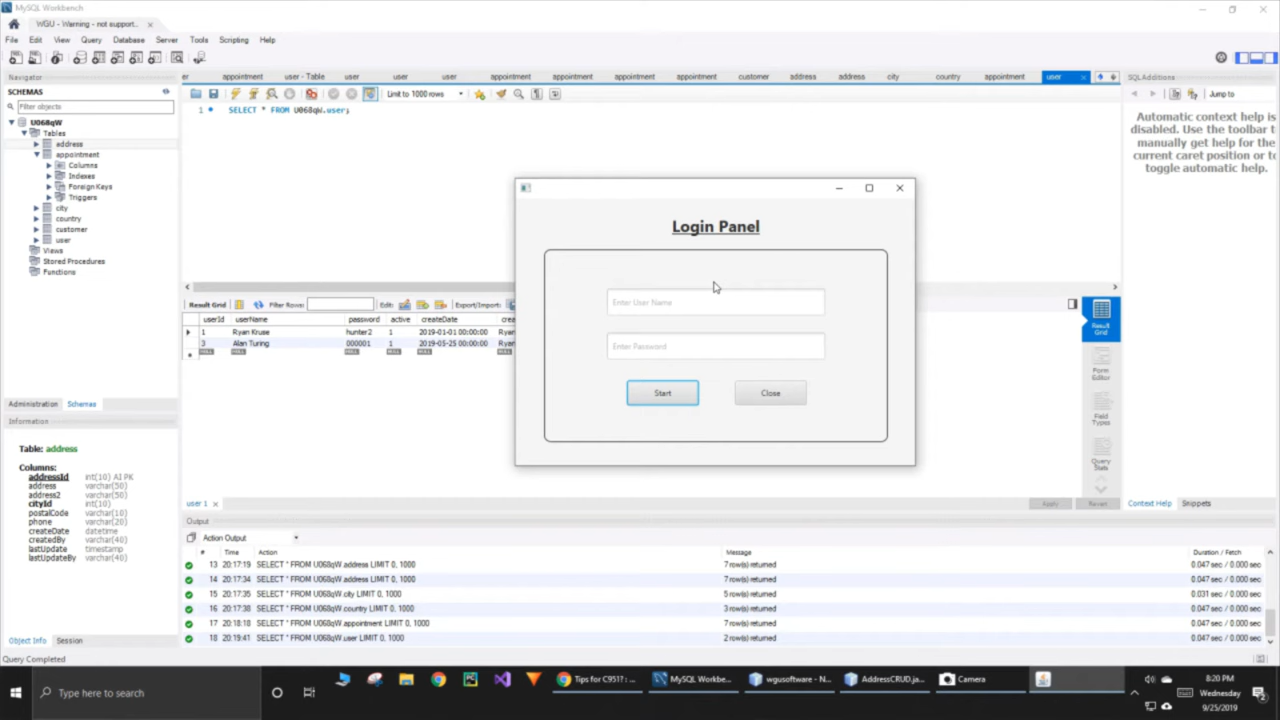 MySQL Workbench
WGU - Warning - not support...
File Edit View Query Database Server Tools Scripting Help
Navigator
SCHEMAS
Filter objects
U068qW
Tables
address
appointment
Columns
Indexes
Foreign Keys
Triggers
city
country
customer
user
Views
Stored Procedures
Functions
Administration Schemas
Information
Table: address
Columns:
addressId int(10) AI PK
address varchar(50)
address2 varchar(50)
cityId int(10)
postalCode varchar(10)
phone varchar(20)
createDate datetime
createdBy varchar(40)
lastUpdate timestamp
lastUpdateBy varchar(40)
Object Info Session
Query Completed
er appointment user - Table user user user appointment appointment appointment appointment customer address address city country appointment user
Limit to 1000 rows
1 SELECT * FROM U068qW.user;
Login Panel
Enter User Name
Enter Password
Start Close
Result Grid Filter Rows: Edit: Export/Import:
userId userName password active createDate crea
1 Ryan Kruse hunter2 1 2019-01-01 00:00:00 Ryan
3 Alan Turing 000001 1 2019-05-25 00:00:00 Ryan
NULL NULL NULL NULL NULL
Result Grid
Form Editor
Field Types
Query Stats
user 1
Apply Revert
Output
Action Output
# Time Action Message Duration / Fetch
13 20:17:19 SELECT * FROM U068qW.address LIMIT 0, 1000 7 row(s) returned 0.047 sec / 0.000 sec
14 20:17:34 SELECT * FROM U068qW.address LIMIT 0, 1000 7 row(s) returned 0.047 sec / 0.000 sec
15 20:17:35 SELECT * FROM U068qW.city LIMIT 0, 1000 5 row(s) returned 0.031 sec / 0.000 sec
16 20:17:38 SELECT * FROM U068qW.country LIMIT 0, 1000 3 row(s) returned 0.047 sec / 0.000 sec
17 20:18:18 SELECT * FROM U068qW.appointment LIMIT 0, 1000 7 row(s) returned 0.047 sec / 0.000 sec
18 20:19:41 SELECT * FROM U068qW.user LIMIT 0, 1000 2 row(s) returned 0.047 sec / 0.000 sec
SQLAdditions
Jump to
Automatic context help is
disabled. Use the toolbar t
manually get help for the
current caret position or to
toggle automatic help.
Context Help Snippets
Type here to search
Tips for C951? : ...
MySQL Workbe...
wgusoftware - N...
AddressCRUD.ja...
Camera
8:20 PM
Wednesday
9/25/2019
2